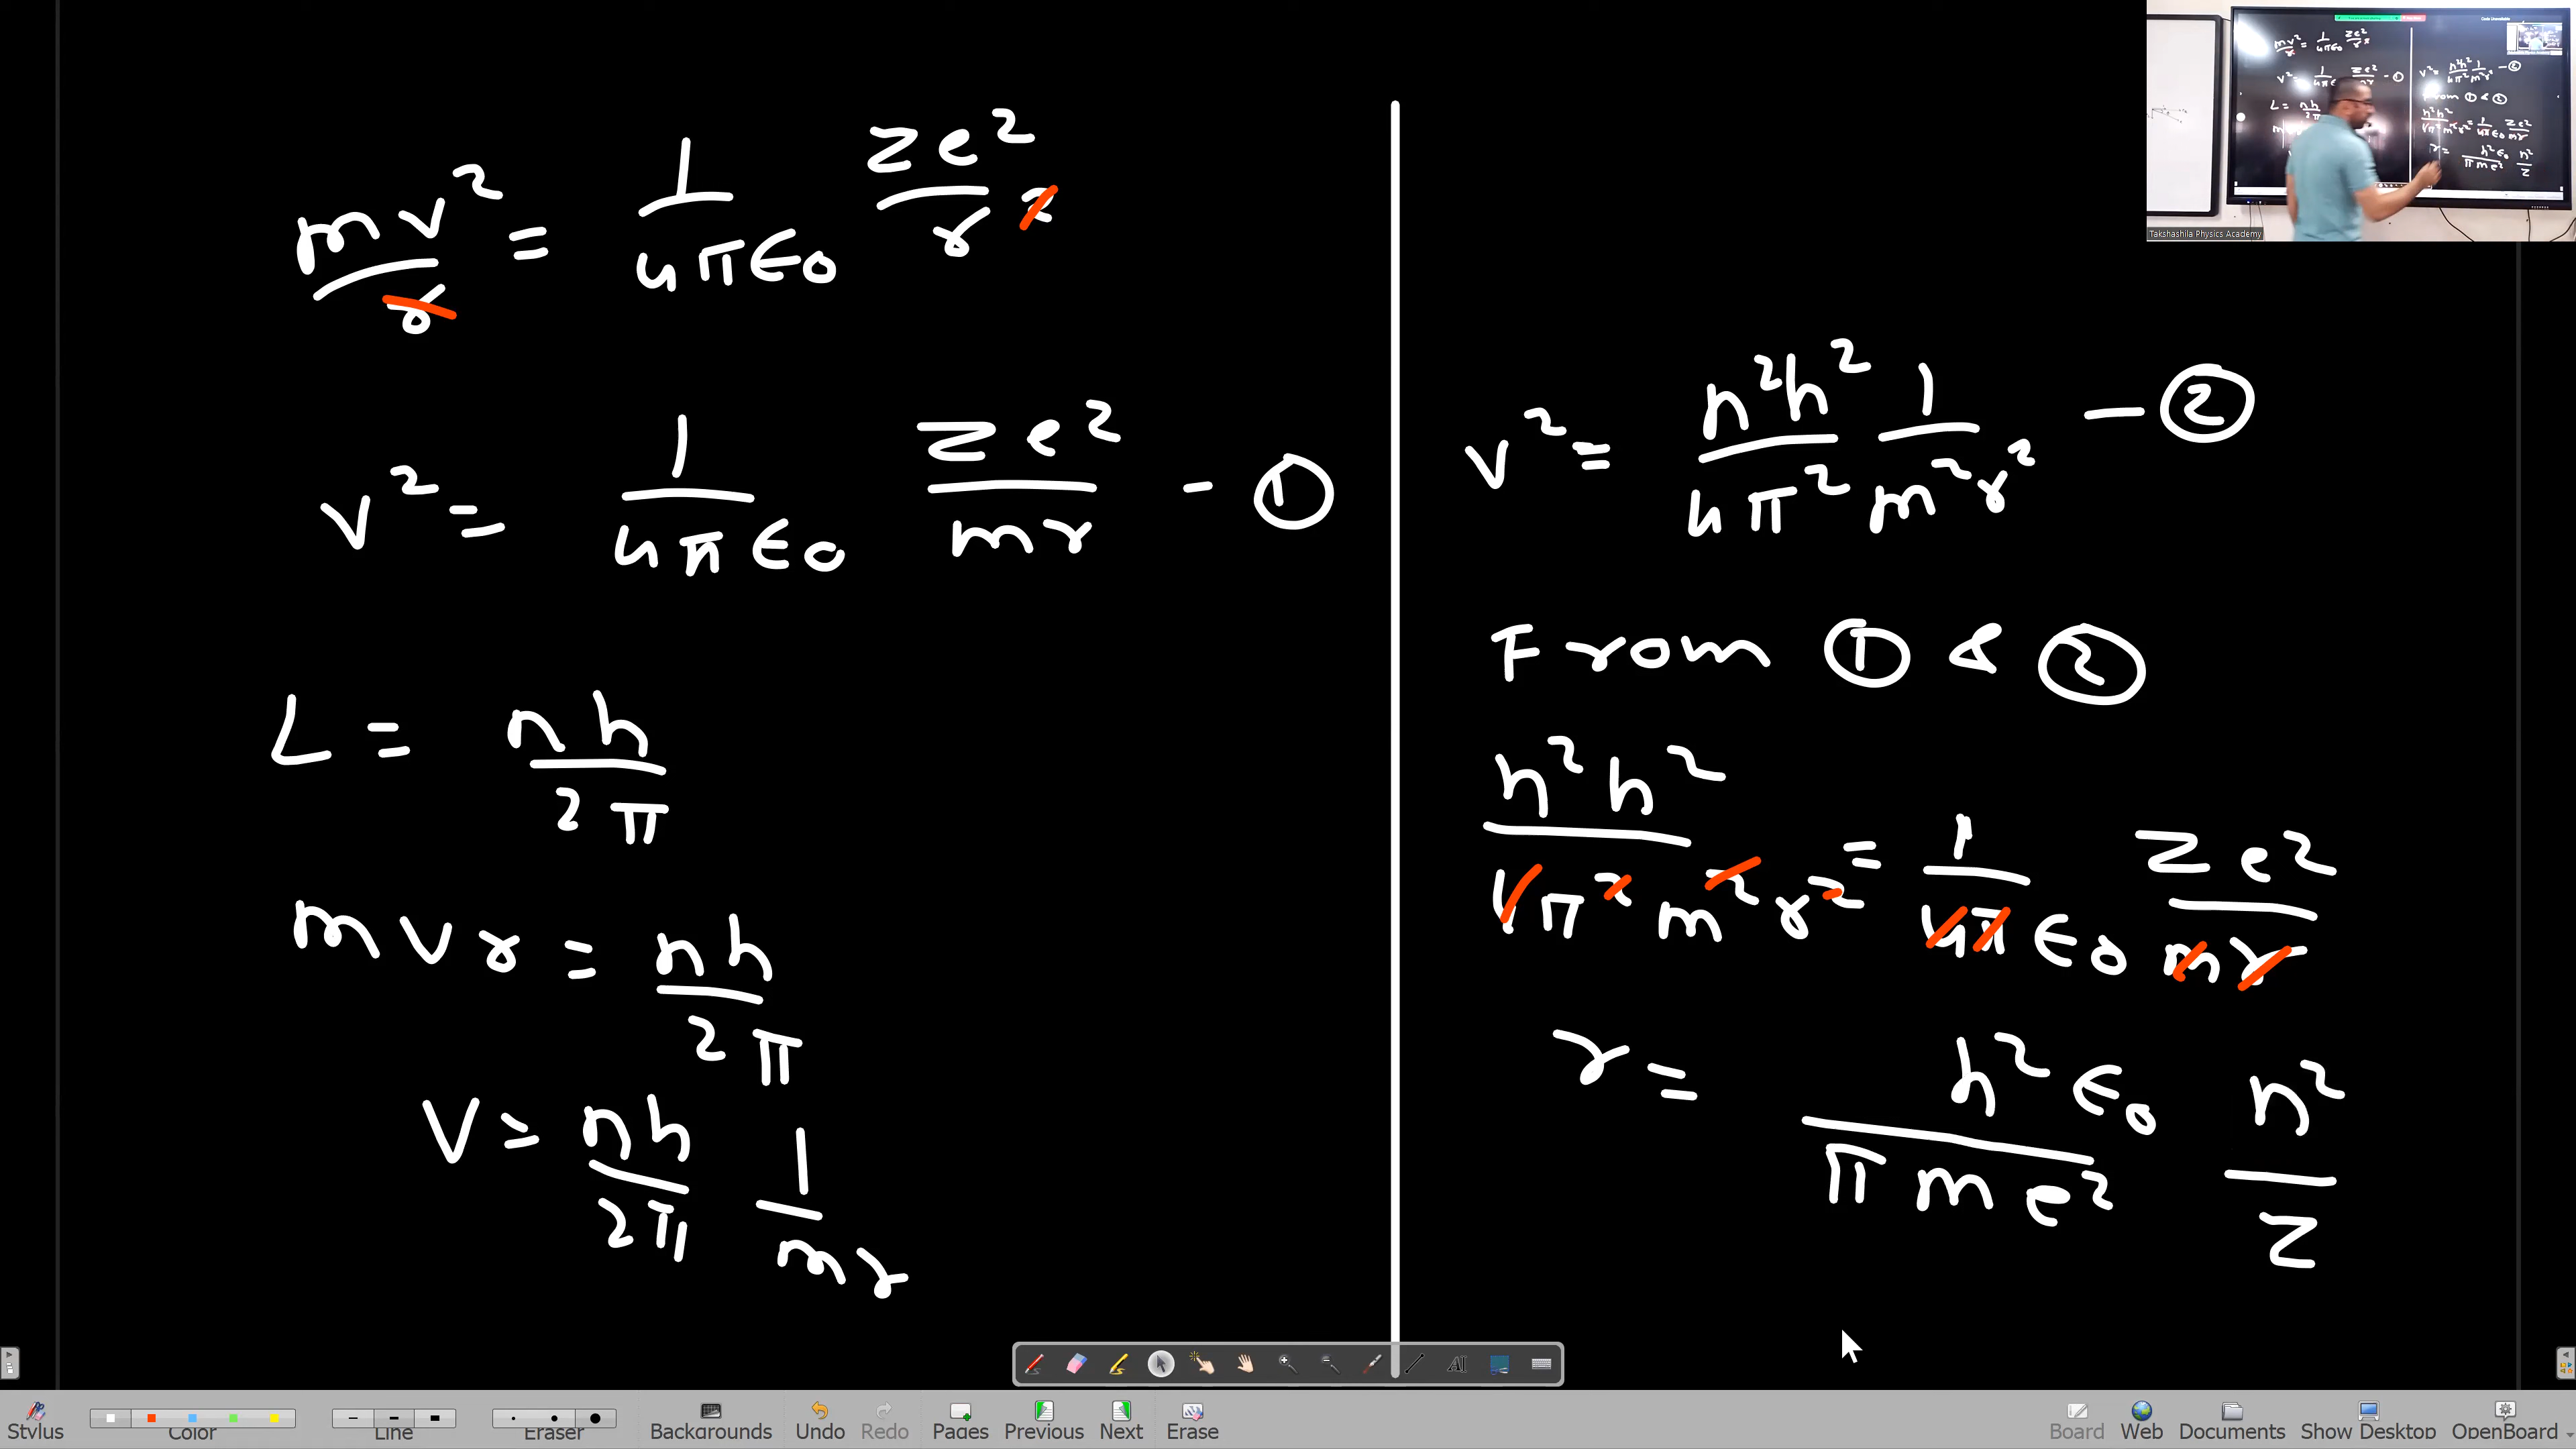 mv²/r = 1/4πϵ0 ze²/r²
v² = 1/4πϵ0 ze²/mr - ①
L = nh/2π
mvr = nh/2π
v = nh/2π 1/mr
v² = n²h²/4π² 1/m²r² - ②
From ① & ②
n²h²/4π²m²r² = 1/4πϵ0 ze²/mr
r = h²ϵ0/πme² n²/z
Takshashila Physics Academy
Stylus
Color
Line
Eraser
Backgrounds
Undo
Redo
Pages
Previous
Next
Erase
Board
Web
Documents
Show Desktop
OpenBoard